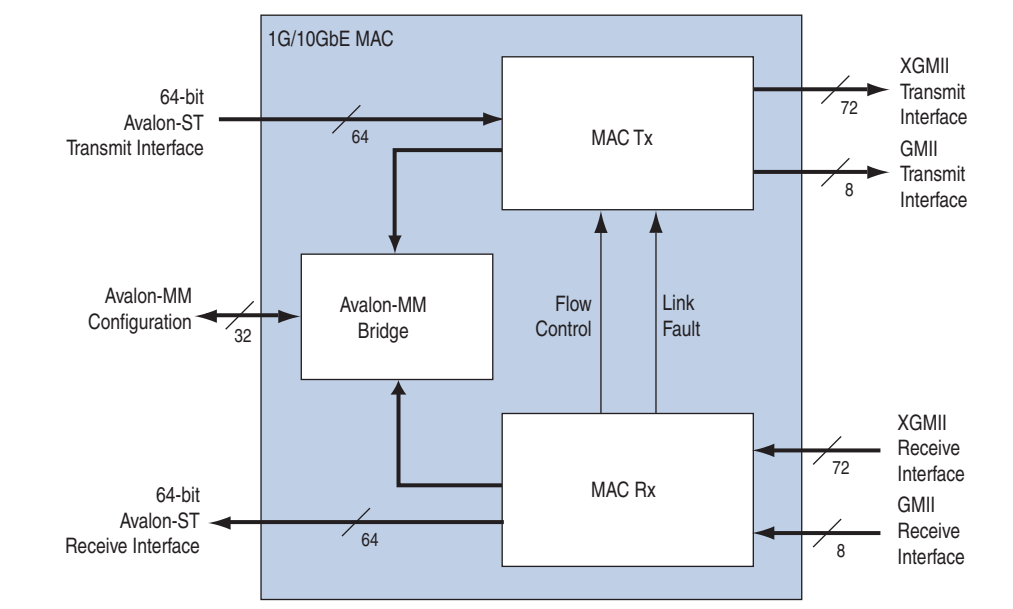 1G/10GbE MAC
64-bit
Avalon-ST
Transmit Interface
64
MAC Tx
72
XGMII
Transmit
Interface
8
GMII
Transmit
Interface
Avalon-MM
Configuration
32
Avalon-MM
Bridge
Flow
Control
Link
Fault
64-bit
Avalon-ST
Receive Interface
64
MAC Rx
72
XGMII
Receive
Interface
8
GMII
Receive
Interface